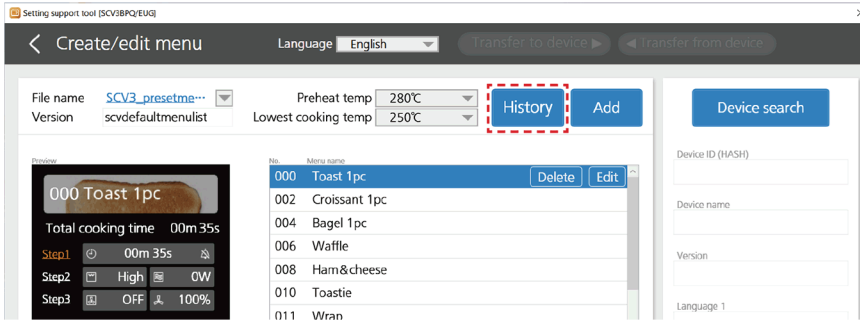 Setting support tool [SCV3BPQ/EUG]
Create/edit menu
Language English
Transfer to device ▶
◀ Transfer from device
File name SCV3_presetme···
Version scvdefaultmenulist
Preheat temp 280℃
Lowest cooking temp 250℃
History
Add
Device search
Preview
000 Toast 1pc
Total cooking time 00m 35s
Step1 00m 35s
Step2 High 0W
Step3 OFF 100%
No. Menu name
000 Toast 1pc Delete Edit
002 Croissant 1pc
004 Bagel 1pc
006 Waffle
008 Ham&cheese
010 Toastie
011 Wrap
Device ID (HASH)
Device name
Version
Language 1